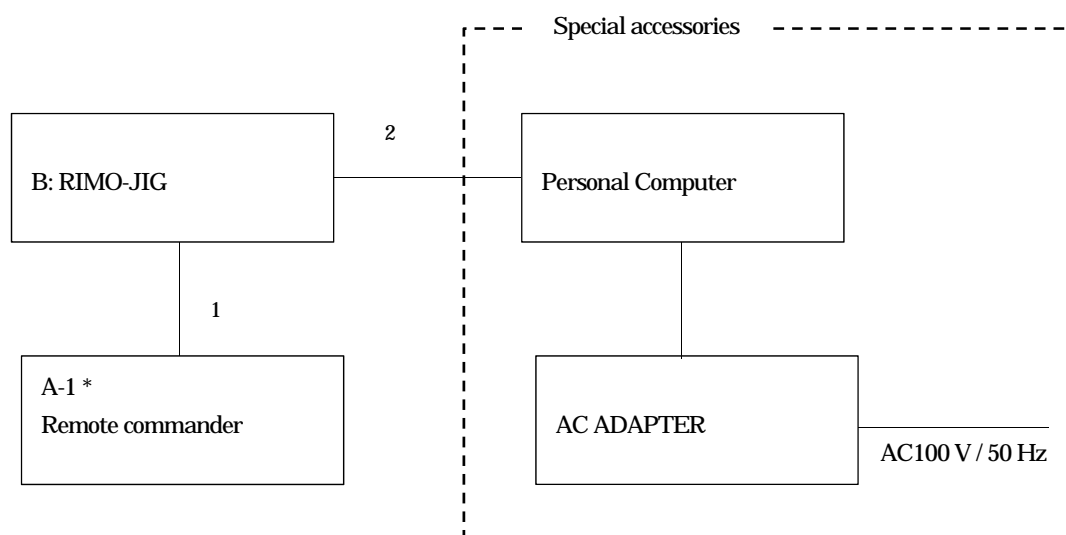 Special accessories
2
B: RIMO-JIG
Personal Computer
1
A-1 *
Remote commander
AC ADAPTER
AC100 V / 50 Hz